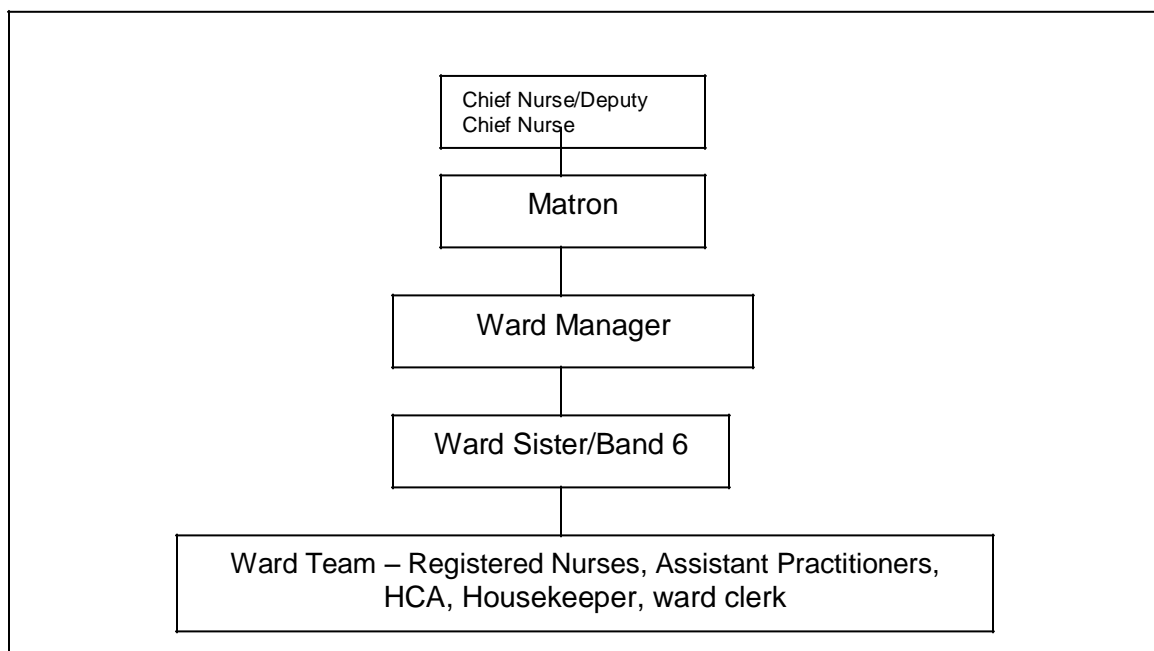 Chief Nurse/Deputy
Chief Nurse
Matron
Ward Manager
Ward Sister/Band 6
Ward Team – Registered Nurses, Assistant Practitioners,
HCA, Housekeeper, ward clerk